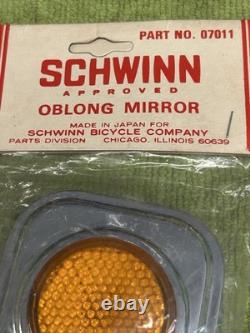 PART NO. 07011
SCHWINN
APPROVED
OBLONG MIRROR
MADE IN JAPAN FOR
SCHWINN BICYCLE COMPANY
PARTS DIVISION CHICAGO, ILLINOIS 60639